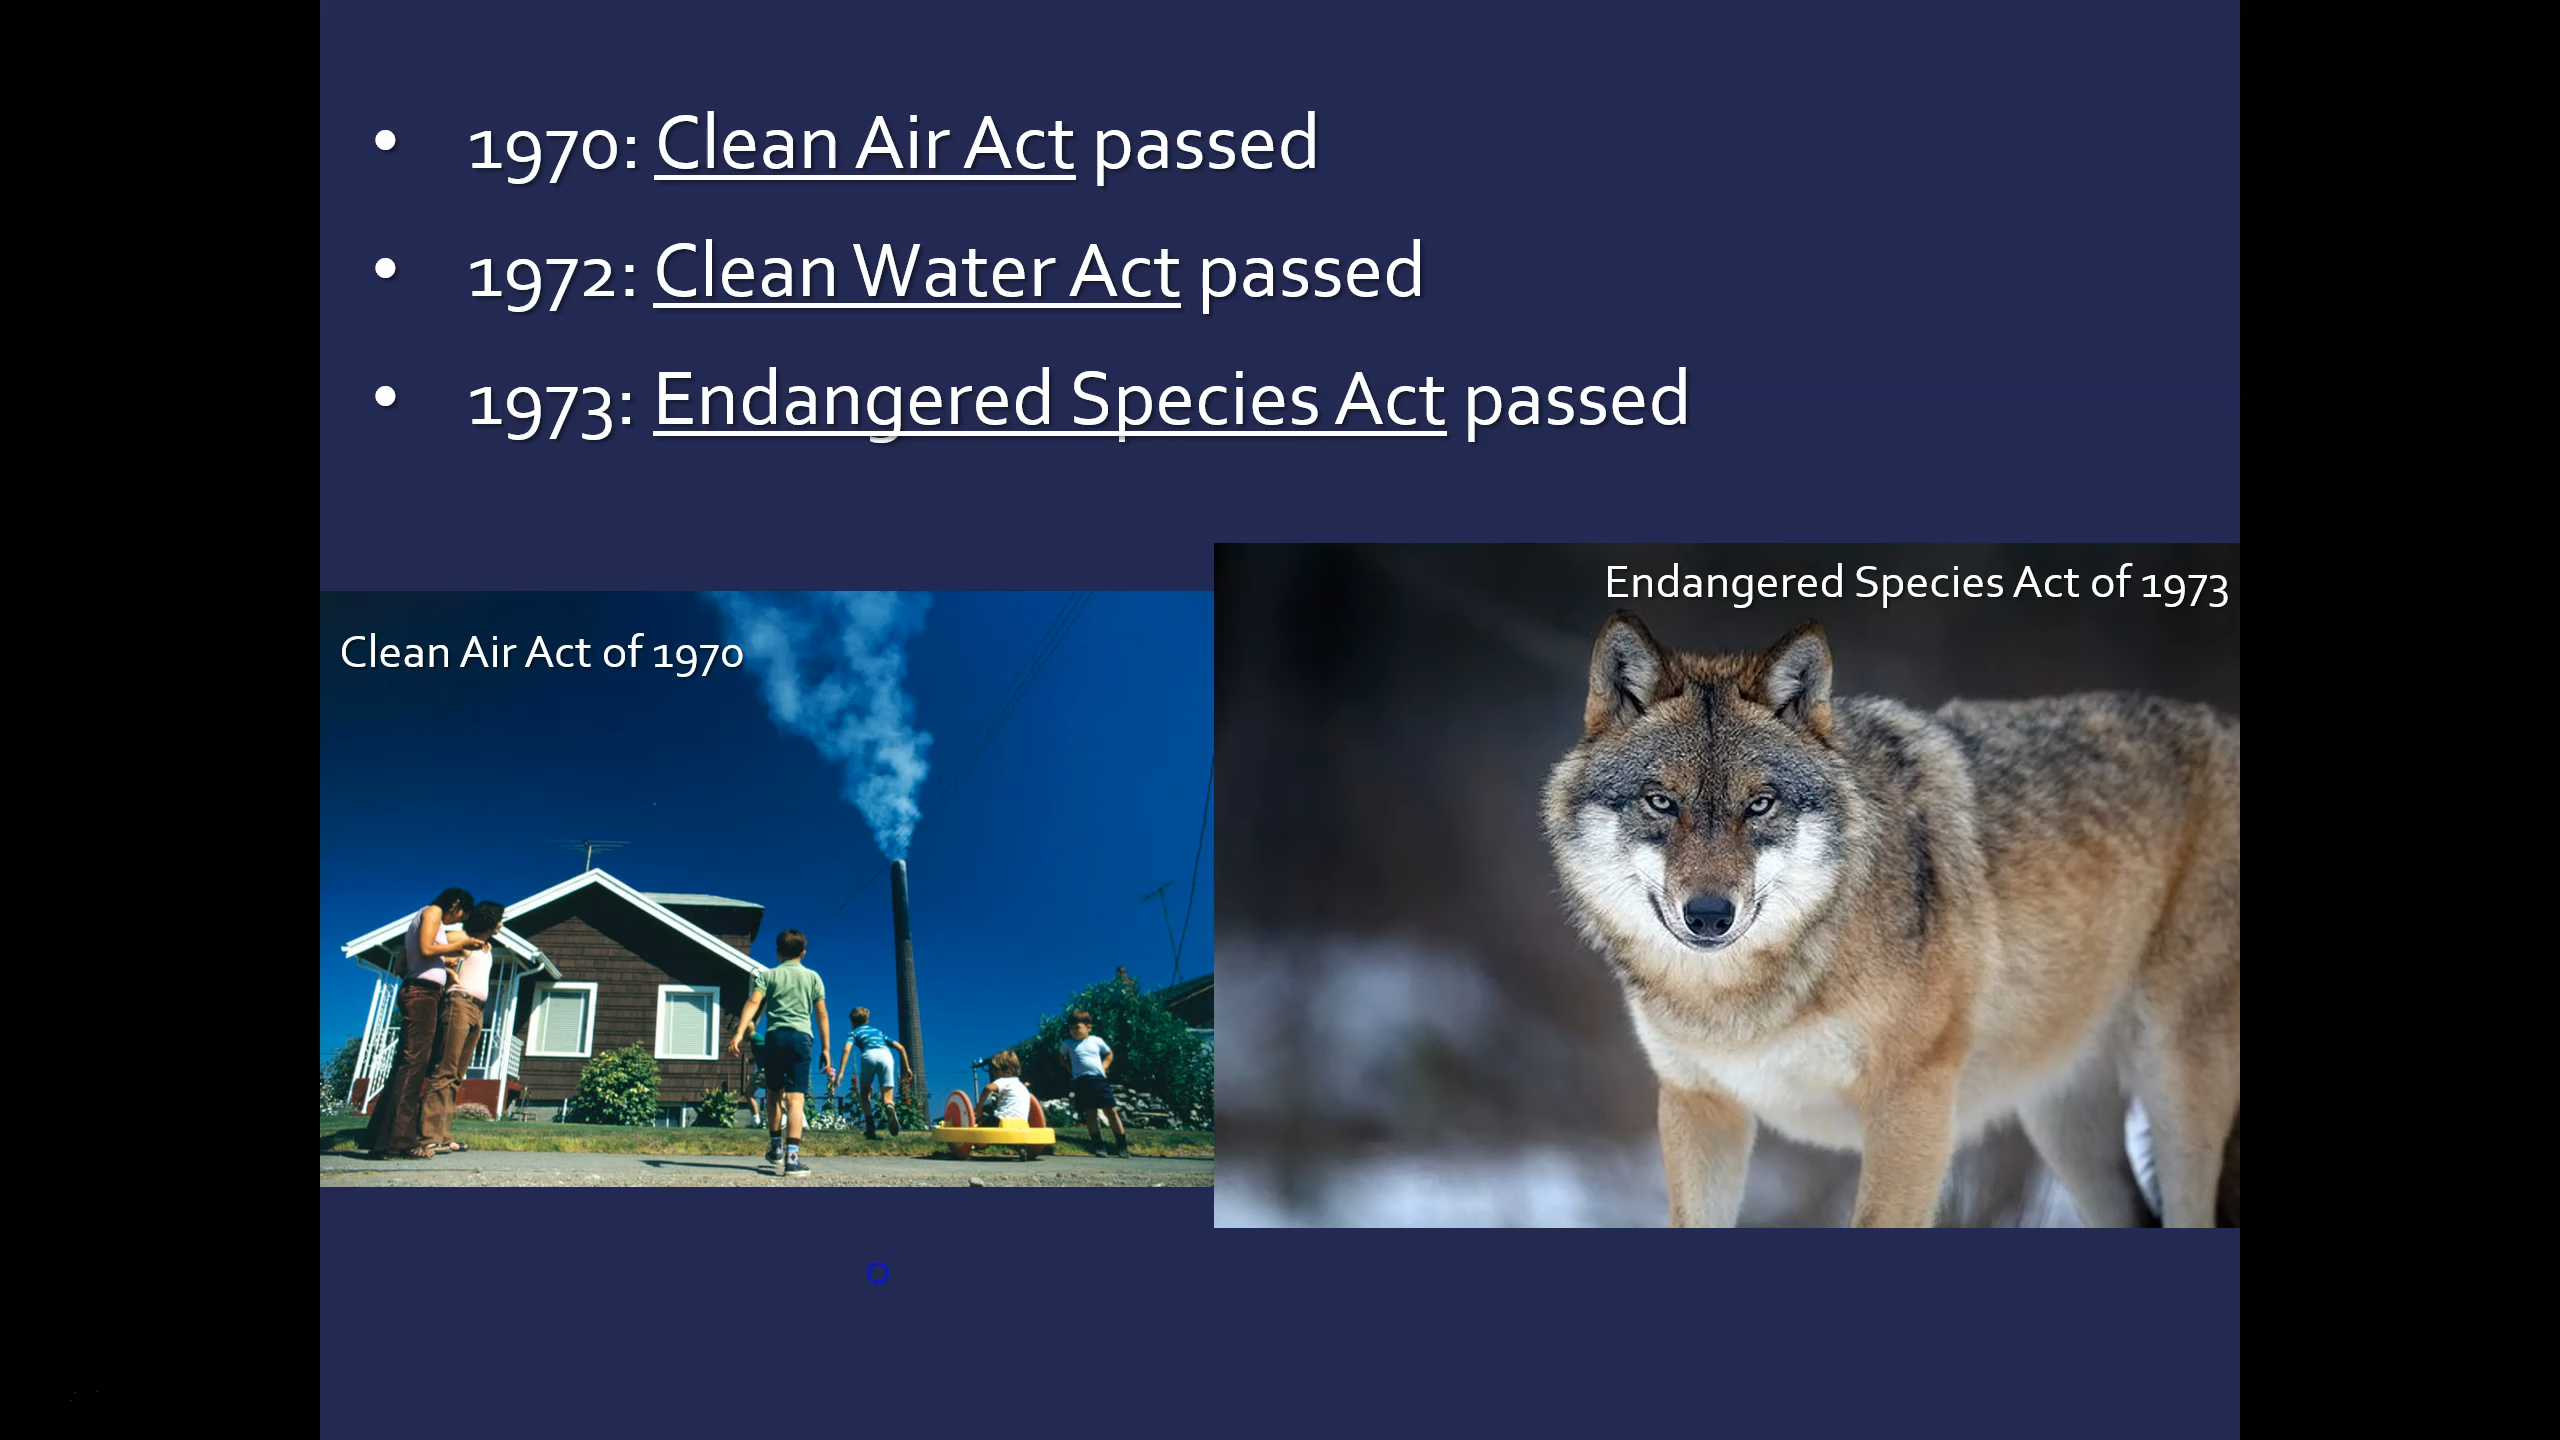 • 1970: Clean Air Act passed
• 1972: Clean Water Act passed
• 1973: Endangered Species Act passed
Clean Air Act of 1970
Endangered Species Act of 1973